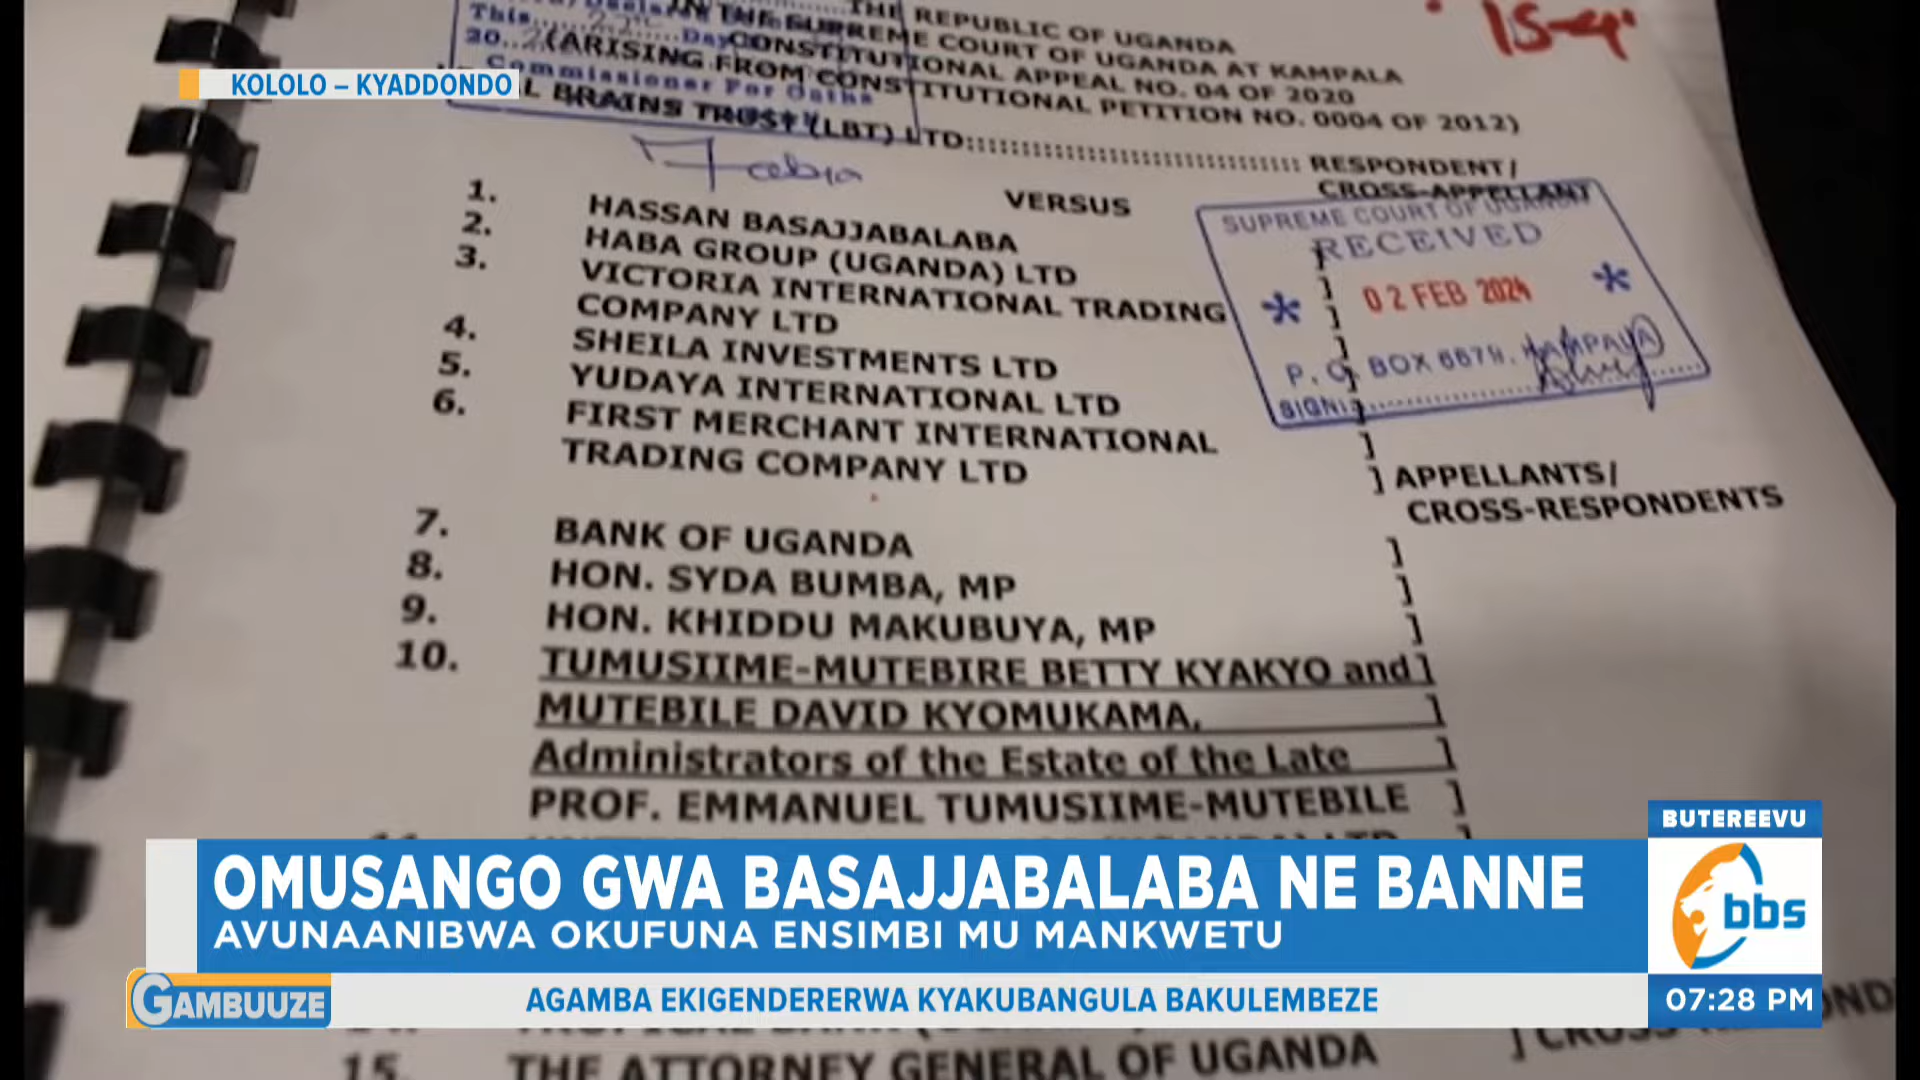 THE REPUBLIC OF UGANDA
IN THE SUPREME COURT OF UGANDA AT KAMPALA
CONSTITUTIONAL APPEAL NO. 04 OF 2020
(ARISING FROM CONSTITUTIONAL PETITION NO. 0004 OF 2012)
This
20
Commissioner For Oaths
KOLOLO – KYADDONDO
BRAINS TRUST (LBT) LTD:::::::::::::::::::::::::::::: RESPONDENT/
CROSS-APPELLANT
VERSUS
1. HASSAN BASAJJABALABA
2. HABA GROUP (UGANDA) LTD
3. VICTORIA INTERNATIONAL TRADING
COMPANY LTD
4. SHEILA INVESTMENTS LTD
5. YUDAYA INTERNATIONAL LTD
6. FIRST MERCHANT INTERNATIONAL
TRADING COMPANY LTD
] APPELLANTS/
CROSS-RESPONDENTS
SUPREME COURT OF UGANDA
RECEIVED
* 02 FEB 2024 *
P. O. BOX 6679, KAMPALA
SIGN:
7. BANK OF UGANDA ]
8. HON. SYDA BUMBA, MP ]
9. HON. KHIDDU MAKUBUYA, MP ]
10. TUMUSIIME-MUTEBIRE BETTY KYAKYO and ]
MUTEBILE DAVID KYOMUKAMA, ]
Administrators of the Estate of the Late ]
PROF. EMMANUEL TUMUSIIME-MUTEBILE ]
BUTEREEVU
bbs
07:28 PM
OMUSANGO GWA BASAJJABALABA NE BANNE
AVUNAANIBWA OKUFUNA ENSIMBI MU MANKWETU
GAMBUUZE
AGAMBA EKIGENDERERWA KYAKUBANGULA BAKULEMBEZE
15. THE ATTORNEY GENERAL OF UGANDA ]